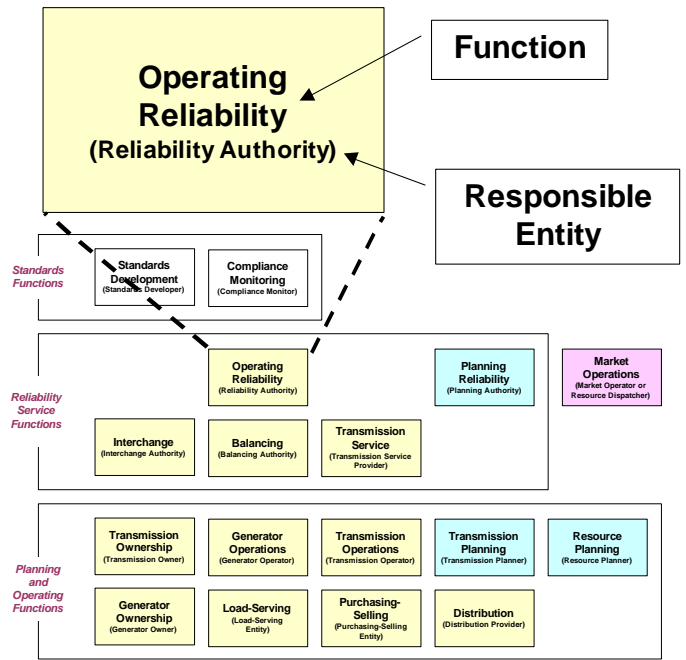 Operating
Reliability
(Reliability Authority)
Function
Responsible
Entity
Standards
Functions
Standards
Development
(Standards Developer)
Compliance
Monitoring
(Compliance Monitor)
Reliability
Service
Functions
Operating
Reliability
(Reliability Authority)
Planning
Reliability
(Planning Authority)
Market
Operations
(Market Operator or
Resource Dispatcher)
Interchange
(Interchange Authority)
Balancing
(Balancing Authority)
Transmission
Service
(Transmission Service
Provider)
Planning
and
Operating
Functions
Transmission
Ownership
(Transmission Owner)
Generator
Operations
(Generator Operator)
Transmission
Operations
(Transmission Operator)
Transmission
Planning
(Transmission Planner)
Resource
Planning
(Resource Planner)
Generator
Ownership
(Generator Owner)
Load-Serving
(Load-Serving
Entity)
Purchasing-
Selling
(Purchasing-Selling
Entity)
Distribution
(Distribution Provider)